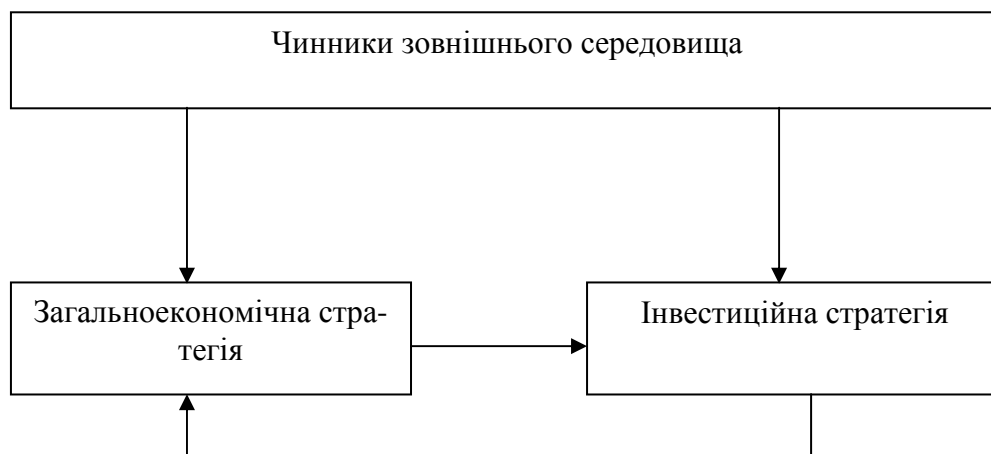 Чинники зовнішнього середовища
Загальноекономічна стра-
тегія
Інвестиційна стратегія